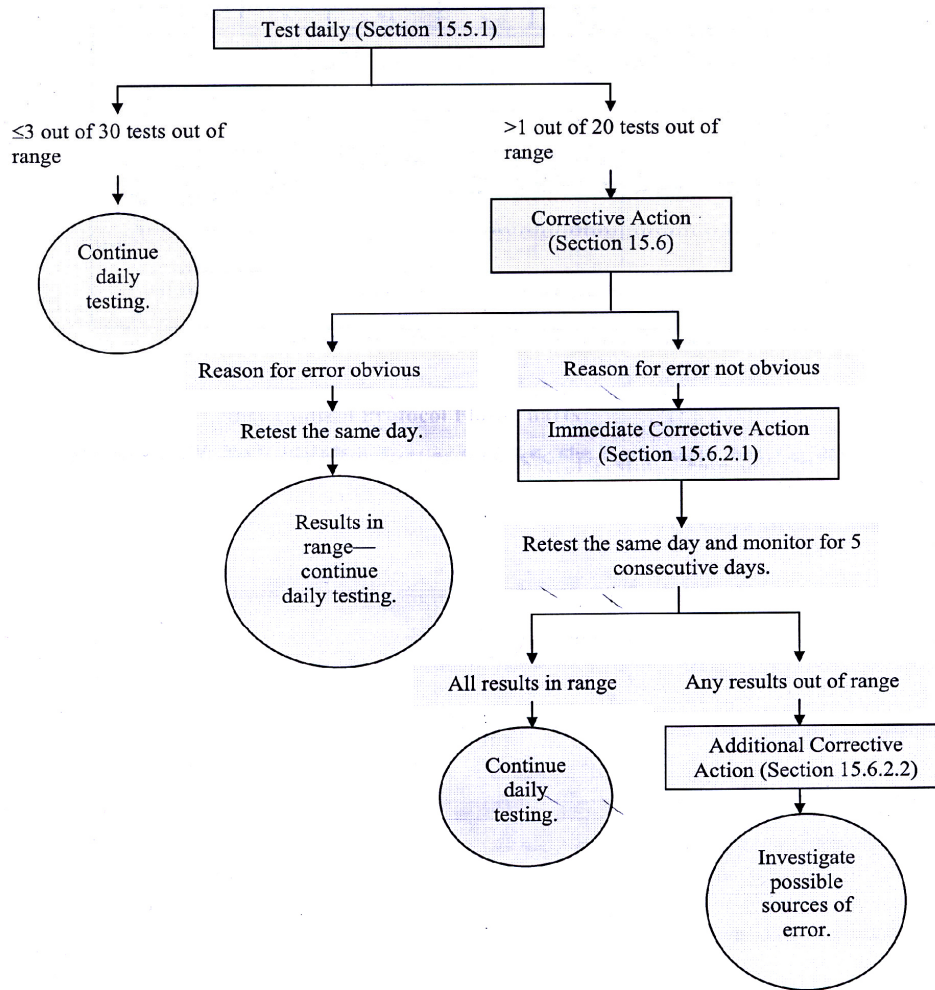 Test daily (Section 15.5.1)
≤3 out of 30 tests out of
range
>1 out of 20 tests out of
range
Continue
daily
testing.
Corrective Action
(Section 15.6)
Reason for error obvious
Reason for error not obvious
Retest the same day.
Immediate Corrective Action
(Section 15.6.2.1)
Results in
range—
continue
daily testing.
Retest the same day and monitor for 5
consecutive days.
All results in range
Any results out of range
Continue
daily
testing.
Additional Corrective
Action (Section 15.6.2.2)
Investigate
possible
sources of
error.